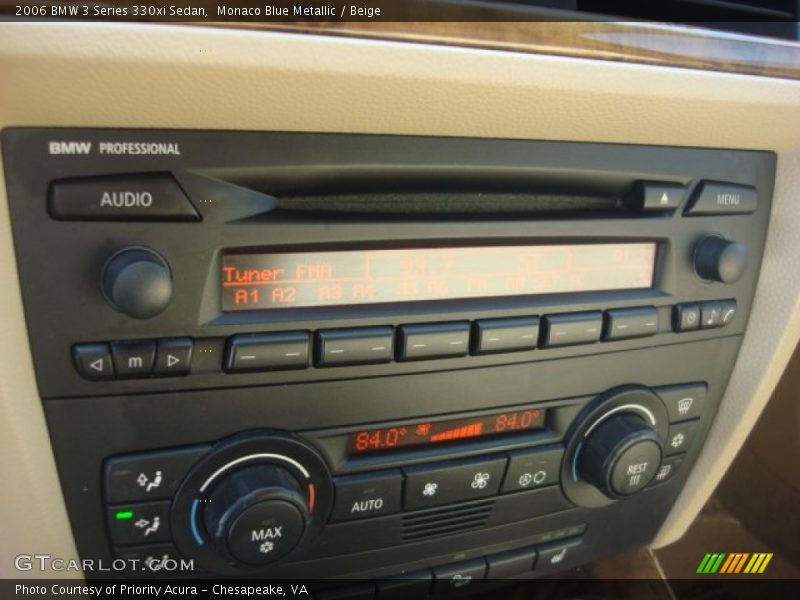 2006 BMW 3 Series 330xi Sedan,  Monaco Blue Metallic / Beige
BMW PROFESSIONAL
AUDIO
MENU
Tuner FMA
A1 A2 A3 A4
m
84.0° 84.0°
AUTO
MAX
REST
GTCARLOT.COM
Photo Courtesy of Priority Acura - Chesapeake, VA